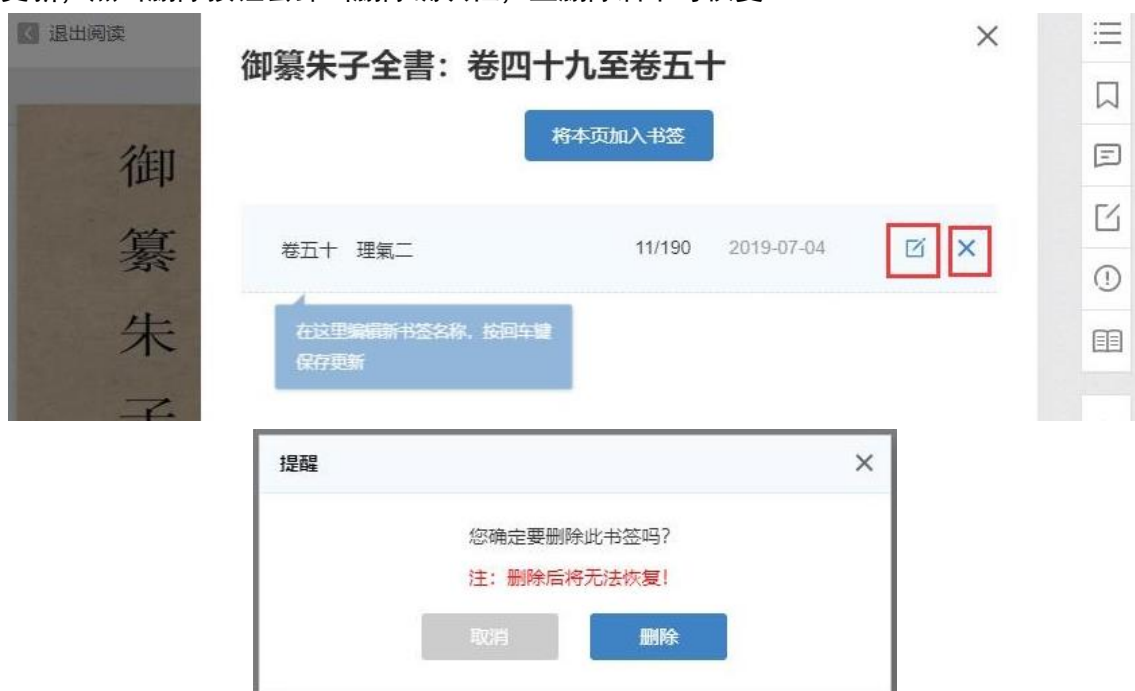 退出阅读
御纂朱子全書：卷四十九至卷五十
将本页加入书签
御
纂
朱
子
卷五十 理氣二 11/190 2019-07-04
在这里编辑新书签名称，按回车键
保存更新
提醒
您确定要删除此书签吗？
注：删除后将无法恢复！
取消 删除